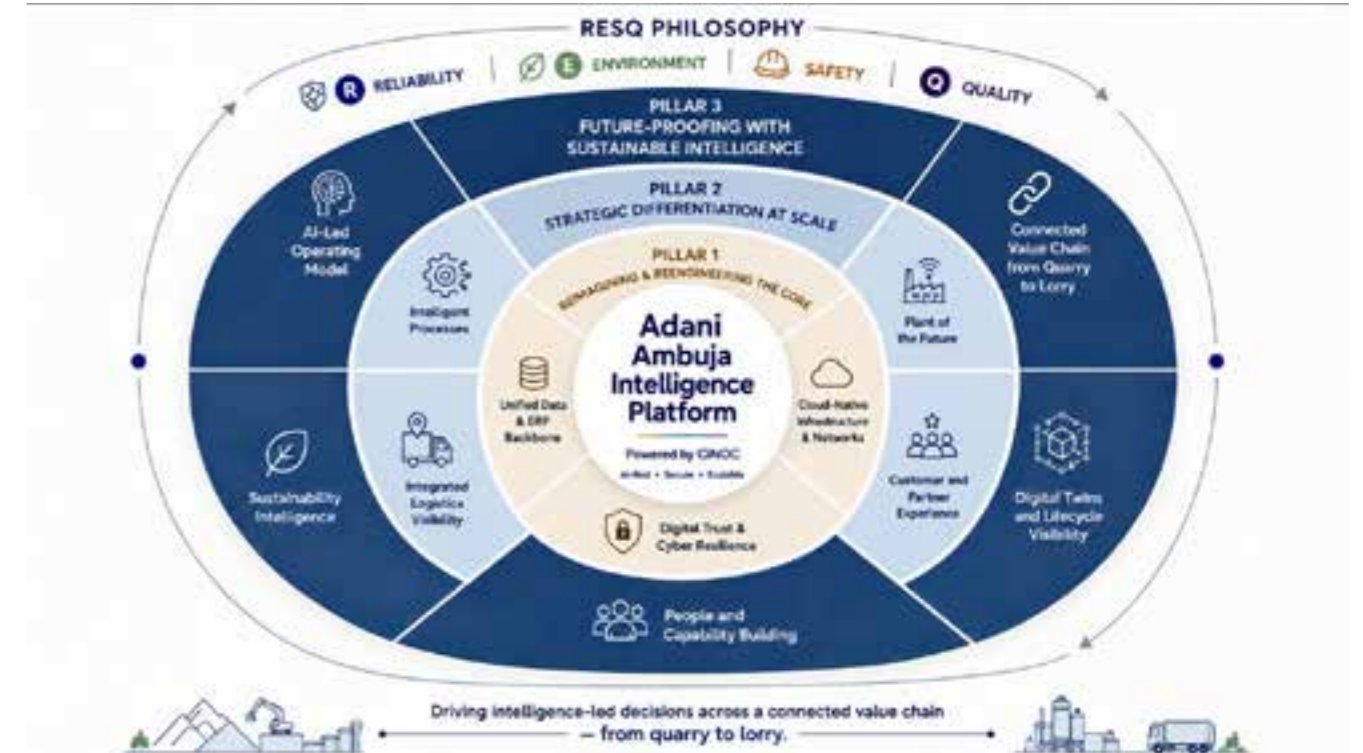 RESQ PHILOSOPHY
R RELIABILITY
E ENVIRONMENT
SAFETY
Q QUALITY
PILLAR 3
FUTURE-PROOFING WITH
SUSTAINABLE INTELLIGENCE
PILLAR 2
STRATEGIC DIFFERENTIATION AT SCALE
PILLAR 1
REIMAGINING & REENGINEERING THE CORE
AI-Led
Operating
Model
Intelligent
Processes
Connected
Value Chain
from Quarry
to Lorry
Plant of
the Future
Adani
Ambuja
Intelligence
Platform
Powered by CiNOC
Secure • Scalable
Unified Data
& ERP
Backbone
Cloud-Native
Infrastructure
& Networks
Sustainability
Intelligence
Integrated
Logistics
Visibility
Customer and
Partner
Experience
Digital Twins
and Lifecycle
Visibility
Digital Trust &
Cyber Resilience
People and
Capability Building
Driving intelligence-led decisions across a connected value chain
— from quarry to lorry.